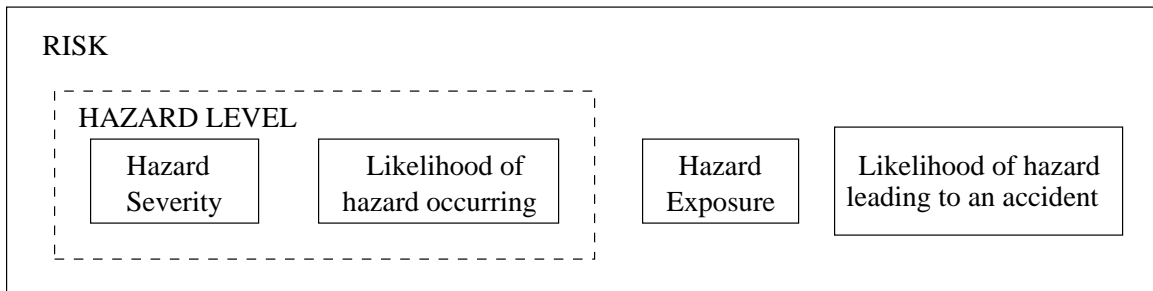 RISK
HAZARD LEVEL
Hazard
Severity
Likelihood of
hazard occurring
Hazard
Exposure
Likelihood of hazard
leading to an accident